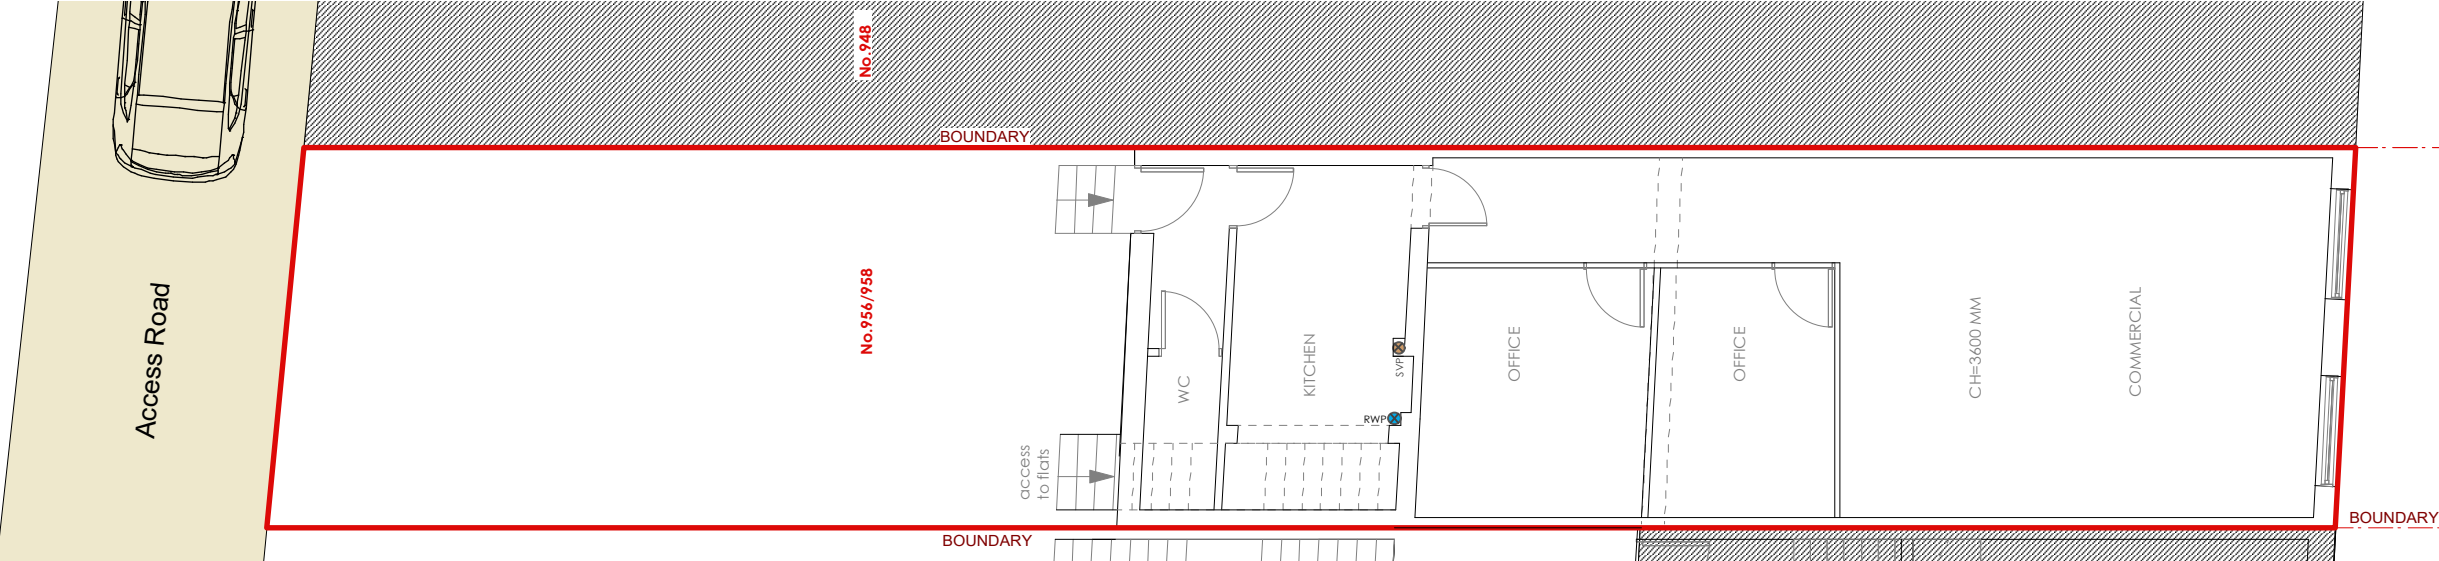 No.948
BOUNDARY
Access Road
No.956/958
WC
KITCHEN
SVP
RWP
OFFICE
OFFICE
CH=3600 MM
COMMERCIAL
access
to flats
BOUNDARY
BOUNDARY